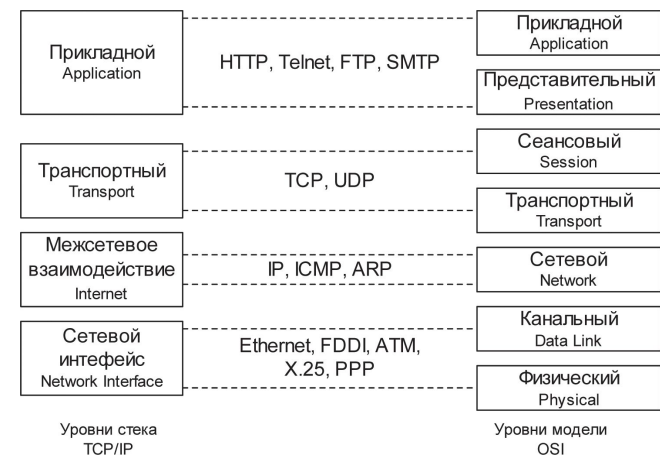 Прикладной
Application
HTTP, Telnet, FTP, SMTP
Прикладной
Application
Представительный
Presentation
Транспортный
Transport
TCP, UDP
Сеансовый
Session
Транспортный
Transport
Межсетевое
взаимодействие
Internet
IP, ICMP, ARP
Сетевой
Network
Сетевой
интефейс
Network Interface
Ethernet, FDDI, ATM,
X.25, PPP
Канальный
Data Link
Физический
Physical
Уровни стека
TCP/IP
Уровни модели
OSI